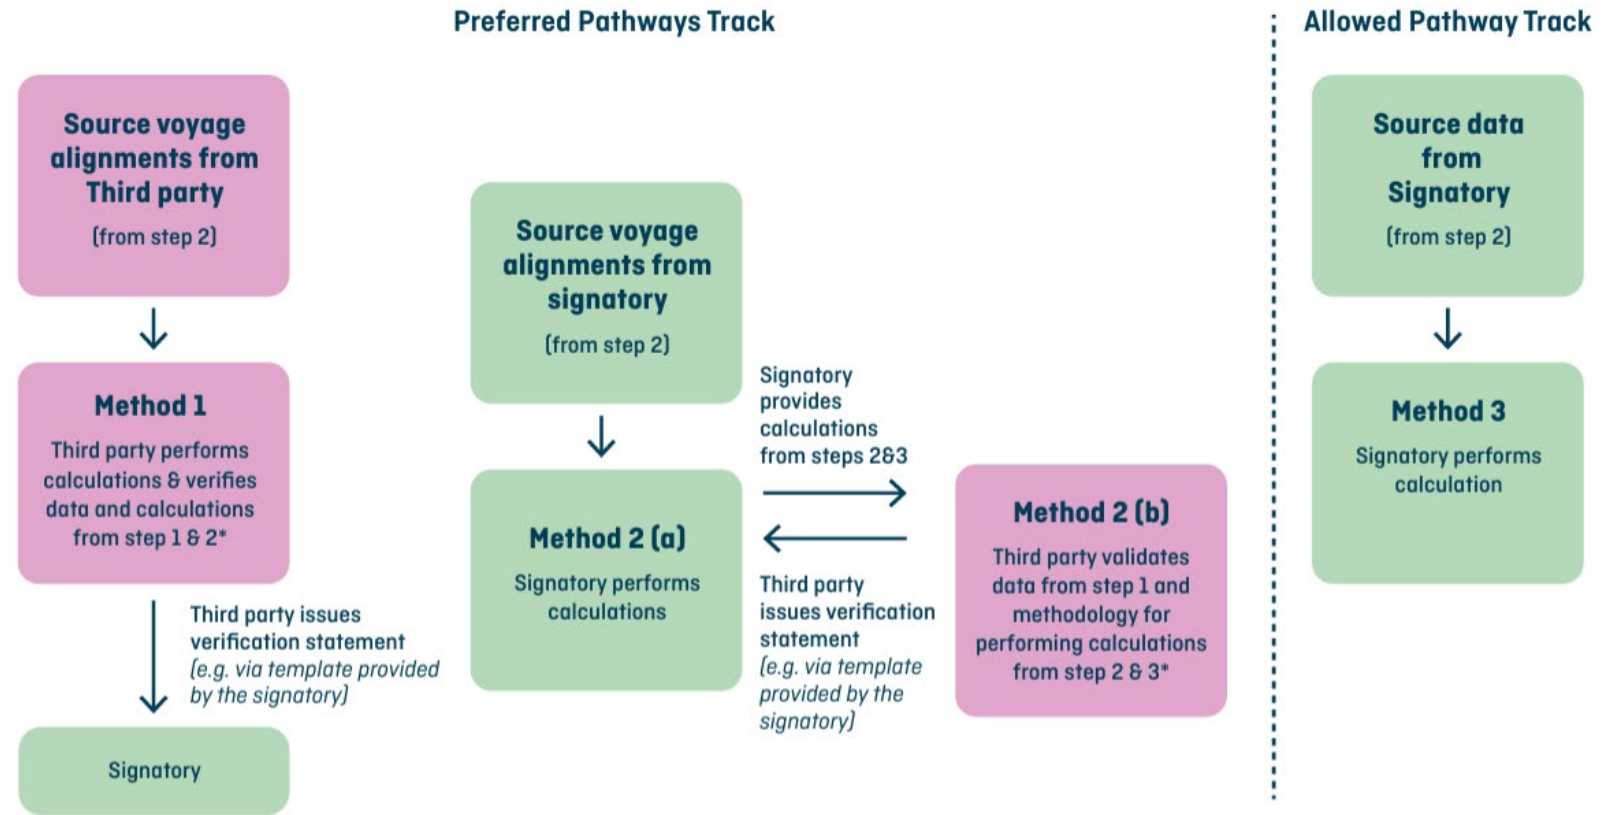 Preferred Pathways Track
Allowed Pathway Track
Source voyage
alignments from
Third party
(from step 2)
Method 1
Third party performs
calculations & verifies
data and calculations
from step 1 & 2*
Third party issues
verification statement
(e.g. via template provided
by the signatory)
Signatory
Source voyage
alignments from
signatory
(from step 2)
Method 2 (a)
Signatory performs
calculations
Signatory
provides
calculations
from steps 2&3
Third party
issues verification
statement
(e.g. via template
provided by the
signatory)
Method 2 (b)
Third party validates
data from step 1 and
methodology for
performing calculations
from step 2 & 3*
Source data
from
Signatory
(from step 2)
Method 3
Signatory performs
calculation